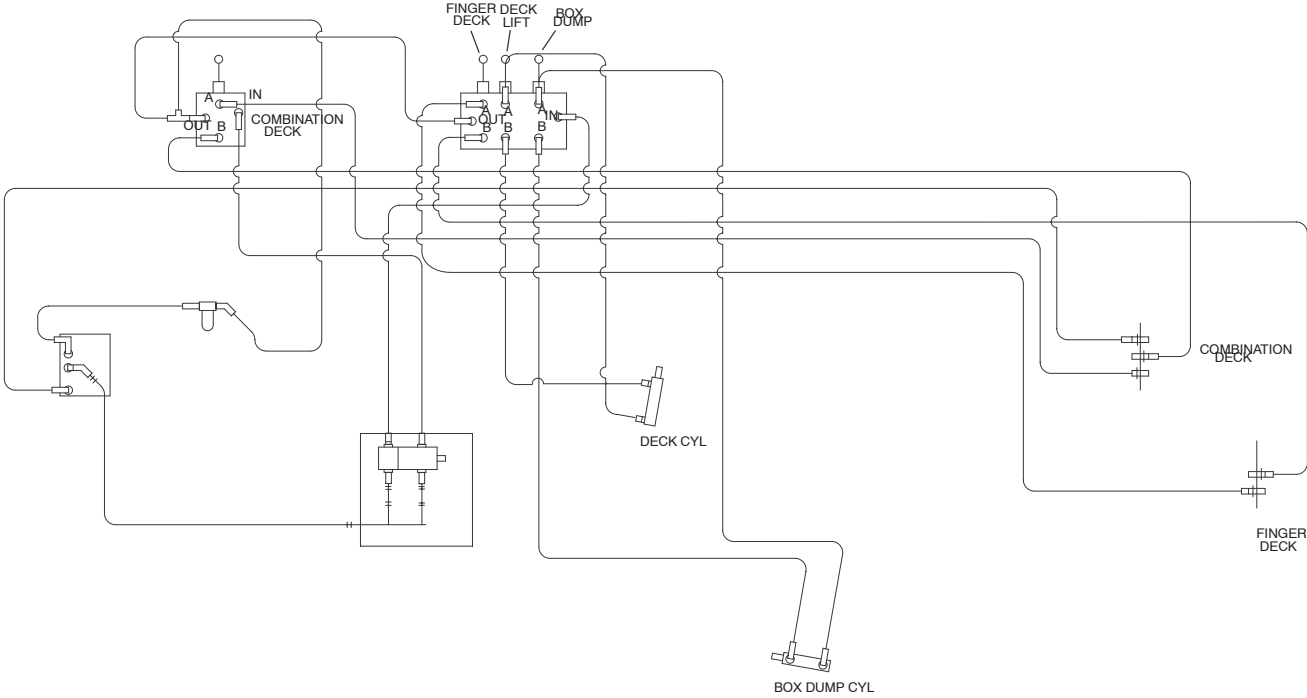 FINGER
DECK
DECK
LIFT
BOX
DUMP
A
IN
OUT
B
COMBINATION
DECK
A
A
A
OUT
IN
B
B
B
COMBINATION
DECK
DECK CYL
FINGER
DECK
BOX DUMP CYL